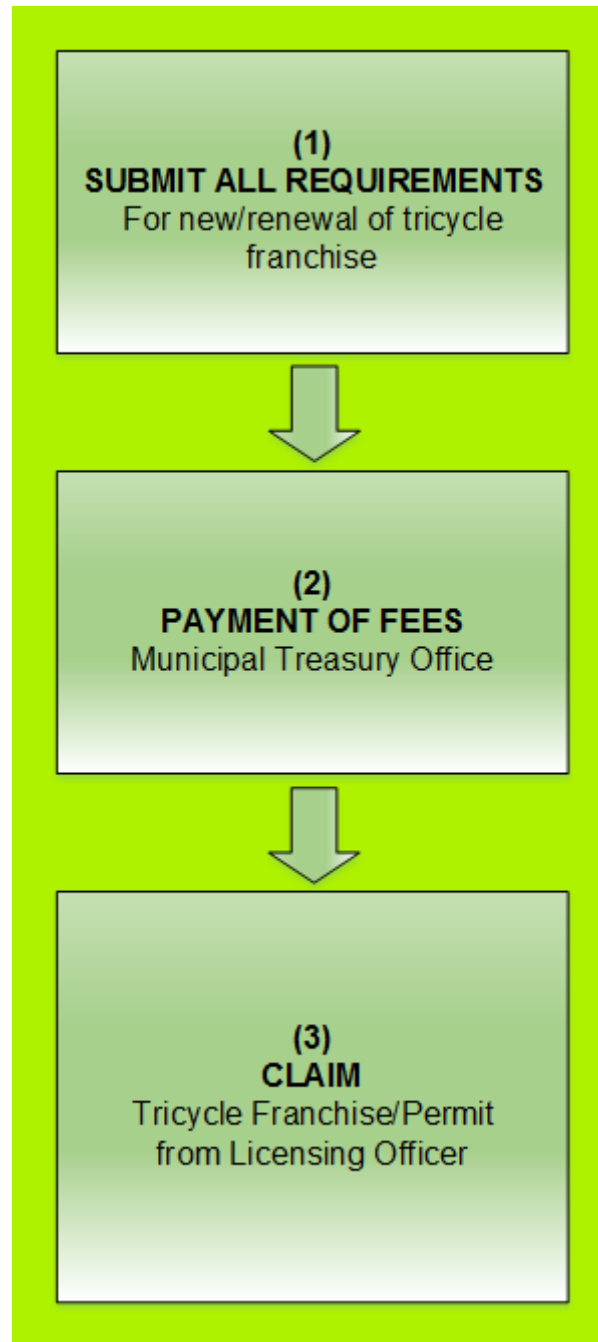 (1)
SUBMIT ALL REQUIREMENTS
For new/renewal of tricycle
franchise
(2)
PAYMENT OF FEES
Municipal Treasury Office
(3)
CLAIM
Tricycle Franchise/Permit
from Licensing Officer